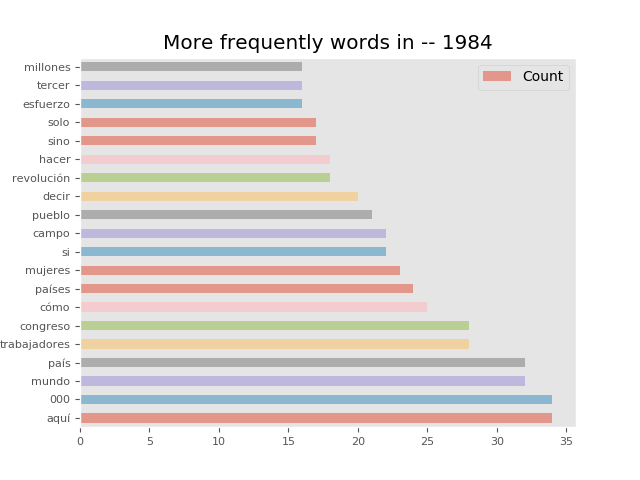 More frequently words in -- 1984
Count
millones
tercer
esfuerzo
solo
sino
hacer
revolución
decir
pueblo
campo
si
mujeres
países
cómo
congreso
trabajadores
país
mundo
000
aquí
0 5 10 15 20 25 30 35